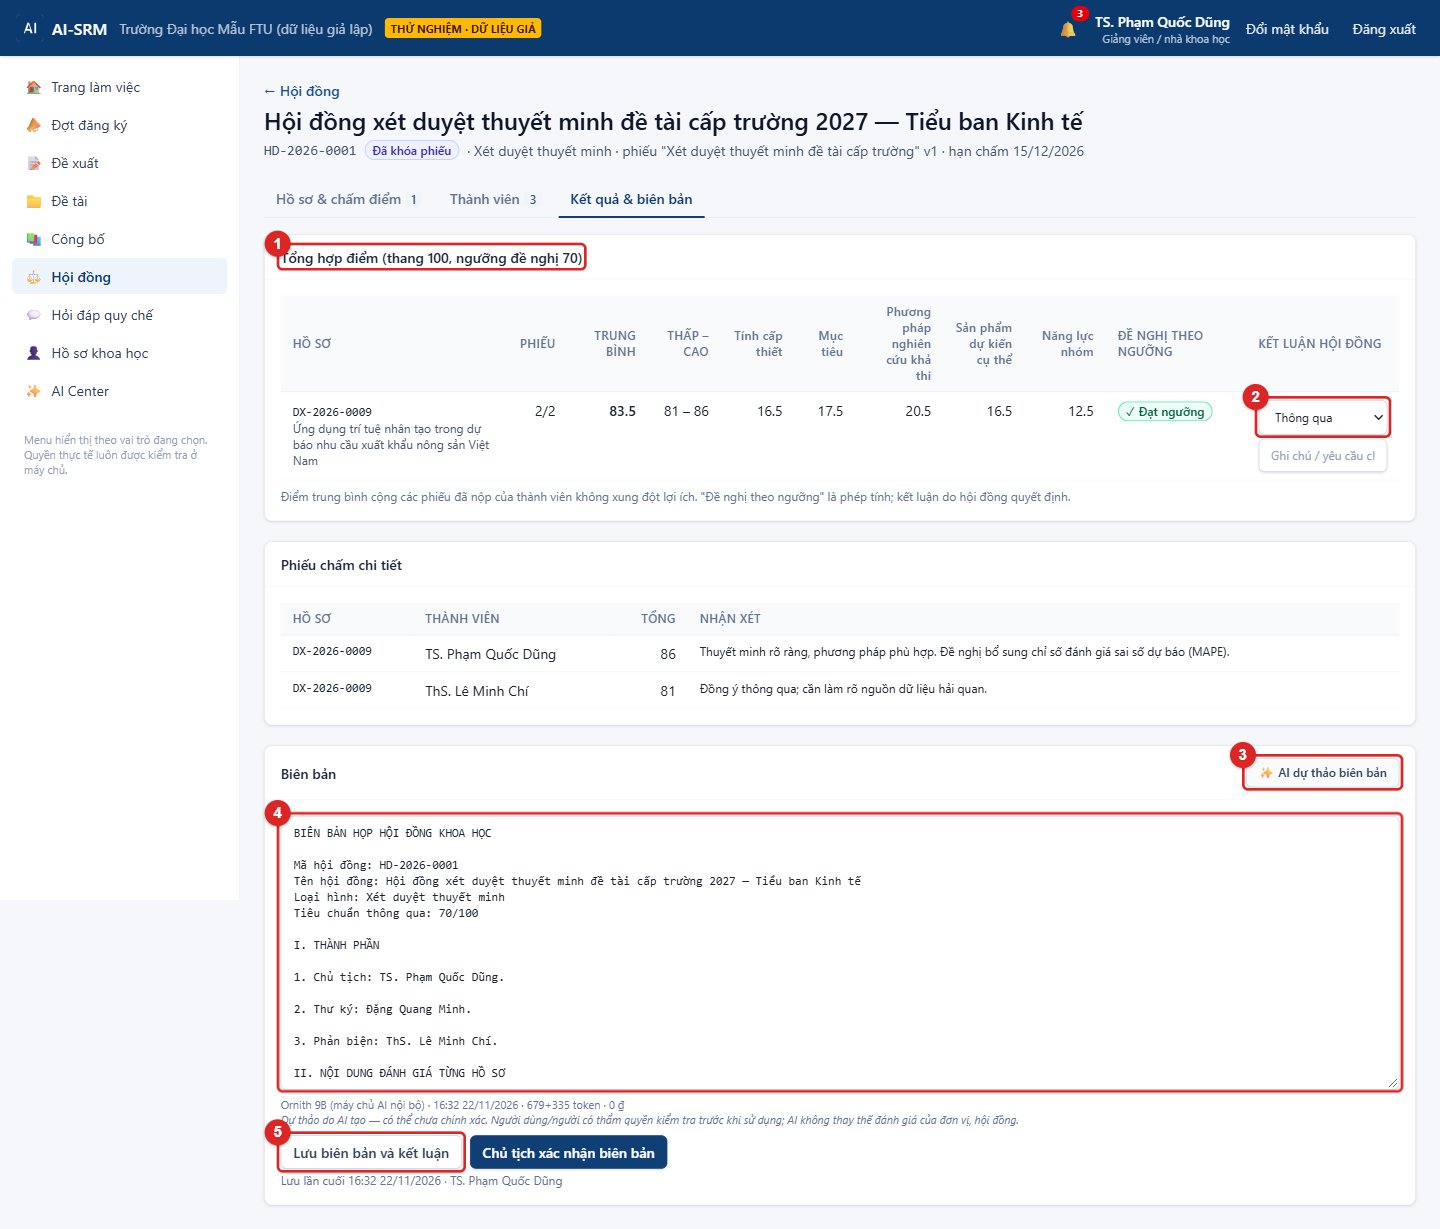 AI AI-SRM Trường Đại học Mẫu FTU (dữ liệu giả lập) THỬ NGHIỆM · DỮ LIỆU GIẢ
3
TS. Phạm Quốc Dũng
Giảng viên / nhà khoa học
Đổi mật khẩu
Đăng xuất
Trang làm việc
Đợt đăng ký
Đề xuất
Đề tài
Công bố
Hội đồng
Hỏi đáp quy chế
Hồ sơ khoa học
AI Center
Menu hiển thị theo vai trò đang chọn.
Quyền thực tế luôn được kiểm tra ở
máy chủ.
← Hội đồng
Hội đồng xét duyệt thuyết minh đề tài cấp trường 2027 — Tiểu ban Kinh tế
HD-2026-0001 Đã khóa phiếu · Xét duyệt thuyết minh · phiếu "Xét duyệt thuyết minh đề tài cấp trường" v1 · hạn chấm 15/12/2026
Hồ sơ & chấm điểm 1 Thành viên 3 Kết quả & biên bản
1
Tổng hợp điểm (thang 100, ngưỡng đề nghị 70)
HỒ SƠ
PHIẾU
TRUNG
BÌNH
THẤP –
CAO
Tính cấp
thiết
Mục
tiêu
Phương
pháp
nghiên
cứu khả
thi
Sản phẩm
dự kiến
cụ thể
Năng lực
nhóm
ĐỀ NGHỊ THEO
NGƯỠNG
KẾT LUẬN HỘI ĐỒNG
DX-2026-0009
Ứng dụng trí tuệ nhân tạo trong dự
báo nhu cầu xuất khẩu nông sản Việt
Nam
2/2 83.5 81 – 86 16.5 17.5 20.5 16.5 12.5 ✓ Đạt ngưỡng
2
Thông qua
Ghi chú / yêu cầu cl
Điểm trung bình cộng các phiếu đã nộp của thành viên không xung đột lợi ích. "Đề nghị theo ngưỡng" là phép tính; kết luận do hội đồng quyết định.
Phiếu chấm chi tiết
HỒ SƠ THÀNH VIÊN TỔNG NHẬN XÉT
DX-2026-0009 TS. Phạm Quốc Dũng 86 Thuyết minh rõ ràng, phương pháp phù hợp. Đề nghị bổ sung chỉ số đánh giá sai số dự báo (MAPE).
DX-2026-0009 ThS. Lê Minh Chí 81 Đồng ý thông qua; cần làm rõ nguồn dữ liệu hải quan.
Biên bản
3
AI dự thảo biên bản
4
BIÊN BẢN HỌP HỘI ĐỒNG KHOA HỌC
Mã hội đồng: HD-2026-0001
Tên hội đồng: Hội đồng xét duyệt thuyết minh đề tài cấp trường 2027 — Tiểu ban Kinh tế
Loại hình: Xét duyệt thuyết minh
Tiêu chuẩn thông qua: 70/100
I. THÀNH PHẦN
1. Chủ tịch: TS. Phạm Quốc Dũng.
2. Thư ký: Đặng Quang Minh.
3. Phản biện: ThS. Lê Minh Chí.
II. NỘI DUNG ĐÁNH GIÁ TỪNG HỒ SƠ
Ornith 9B (máy chủ AI nội bộ) · 16:32 22/11/2026 · 679+335 token · 0 ₫
Dự thảo do AI tạo — có thể chưa chính xác. Người dùng/người có thẩm quyền kiểm tra trước khi sử dụng; AI không thay thế đánh giá của đơn vị, hội đồng.
5
Lưu biên bản và kết luận
Chủ tịch xác nhận biên bản
Lưu lần cuối 16:32 22/11/2026 · TS. Phạm Quốc Dũng